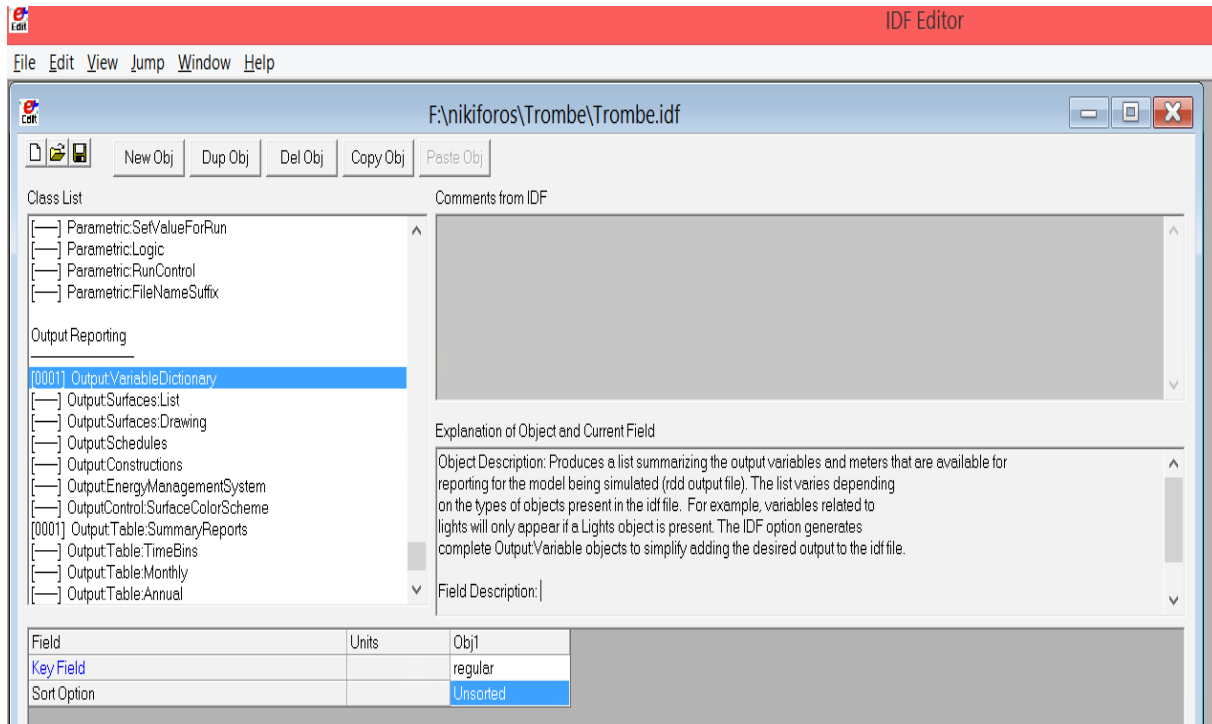 IDF Editor
File Edit View Jump Window Help
F:\nikiforos\Trombe\Trombe.idf
New Obj Dup Obj Del Obj Copy Obj Paste Obj
Class List
[——] Parametric:SetValueForRun
[——] Parametric:Logic
[——] Parametric:RunControl
[——] Parametric:FileNameSuffix
Output Reporting
[0001] Output:VariableDictionary
[——] Output:Surfaces:List
[——] Output:Surfaces:Drawing
[——] Output:Schedules
[——] Output:Constructions
[——] Output:EnergyManagementSystem
[——] OutputControl:SurfaceColorScheme
[0001] Output:Table:SummaryReports
[——] Output:Table:TimeBins
[——] Output:Table:Monthly
[——] Output:Table:Annual
Comments from IDF
Explanation of Object and Current Field
Object Description: Produces a list summarizing the output variables and meters that are available for
reporting for the model being simulated (rdd output file). The list varies depending
on the types of objects present in the idf file. For example, variables related to
lights will only appear if a Lights object is present. The IDF option generates
complete Output:Variable objects to simplify adding the desired output to the idf file.
Field Description:
Field Units Obj1
Key Field regular
Sort Option Unsorted